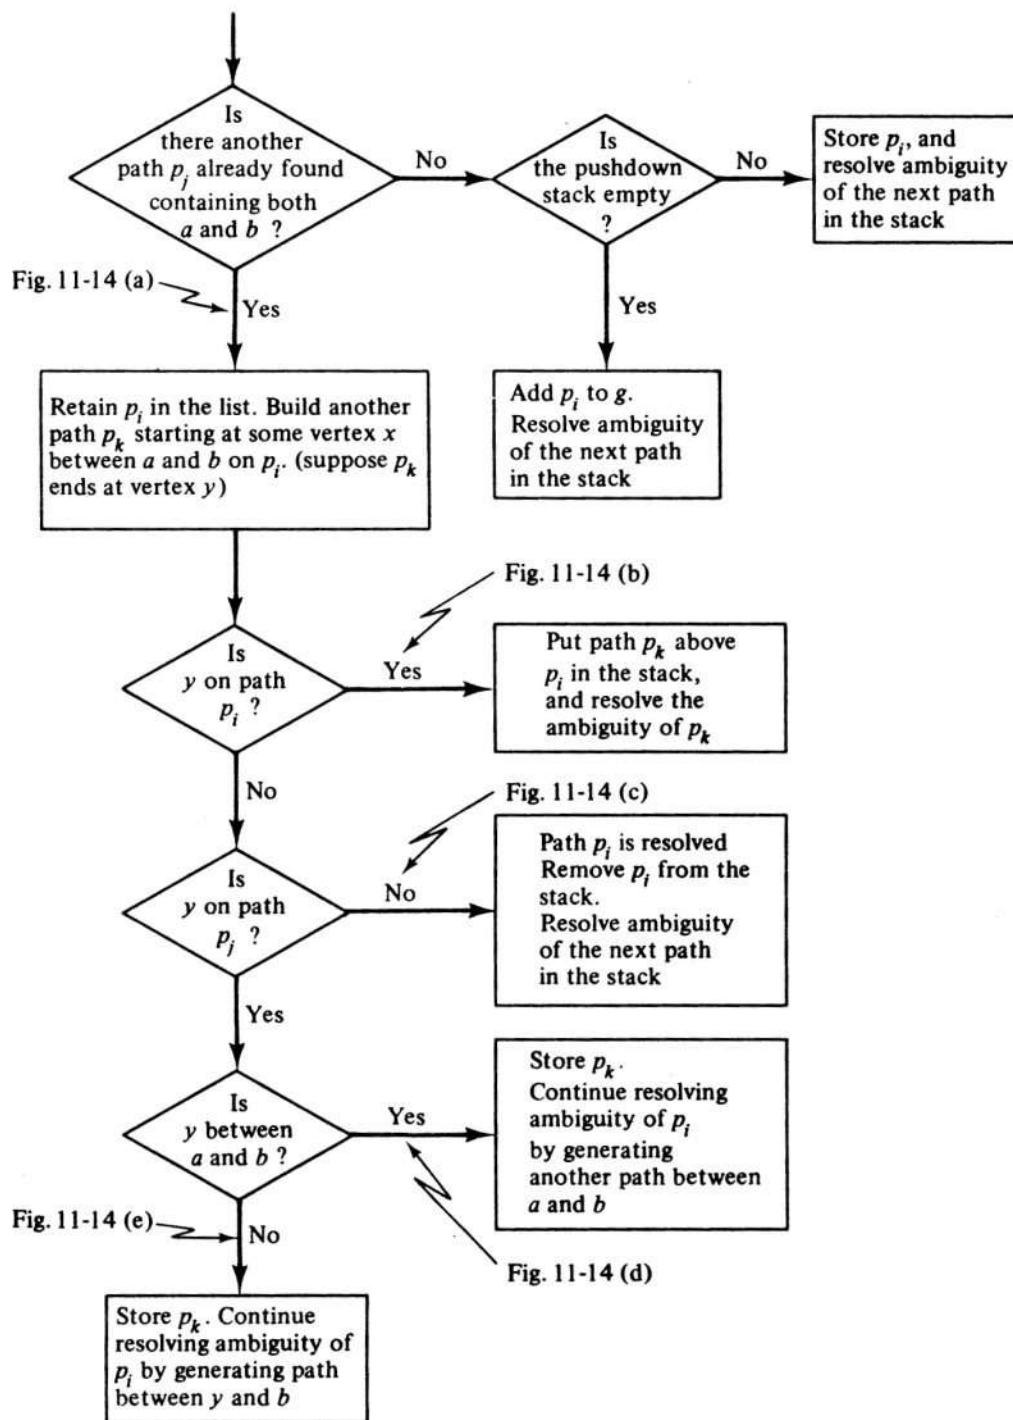 Is
there another
path p_j already found
containing both
a and b ?
No
Is
the pushdown
stack empty
?
No
Store p_i, and
resolve ambiguity
of the next path
in the stack
Fig. 11-14 (a)
Yes
Yes
Retain p_i in the list. Build another
path p_k starting at some vertex x
between a and b on p_i. (suppose p_k
ends at vertex y)
Add p_i to g.
Resolve ambiguity
of the next path
in the stack
Fig. 11-14 (b)
Is
y on path
p_i ?
Yes
Put path p_k above
p_i in the stack,
and resolve the
ambiguity of p_k
No
Fig. 11-14 (c)
Is
y on path
p_j ?
No
Path p_i is resolved
Remove p_i from the
stack.
Resolve ambiguity
of the next path
in the stack
Yes
Is
y between
a and b ?
Yes
Store p_k.
Continue resolving
ambiguity of p_i
by generating
another path between
a and b
Fig. 11-14 (e)
No
Fig. 11-14 (d)
Store p_k. Continue
resolving ambiguity of
p_i by generating path
between y and b